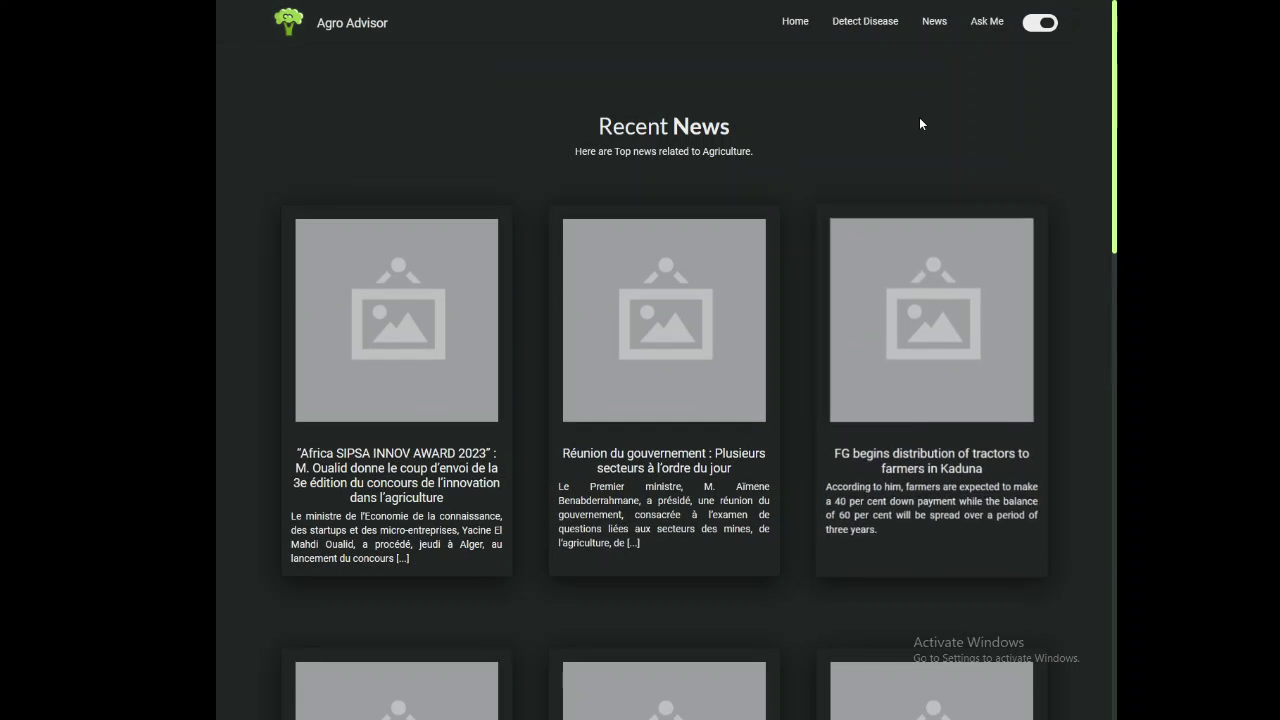 Agro Advisor
Home
Detect Disease
News
Ask Me
Recent News
Here are Top news related to Agriculture.
“Africa SIPSA INNOV AWARD 2023” :
M. Oualid donne le coup d’envoi de la
3e édition du concours de l’innovation
dans l’agriculture
Le ministre de l’Economie de la connaissance,
des startups et des micro-entreprises, Yacine El
Mahdi Oualid, a procédé, jeudi à Alger, au
lancement du concours [...]
Réunion du gouvernement : Plusieurs
secteurs à l’ordre du jour
Le Premier ministre, M. Aïmene
Benabderrahmane, a présidé, une réunion du
gouvernement, consacrée à l’examen de
questions liées aux secteurs des mines, de
l’agriculture, de [...]
FG begins distribution of tractors to
farmers in Kaduna
According to him, farmers are expected to make
a 40 per cent down payment while the balance
of 60 per cent will be spread over a period of
three years.
Activate Windows
Go to Settings to activate Windows.